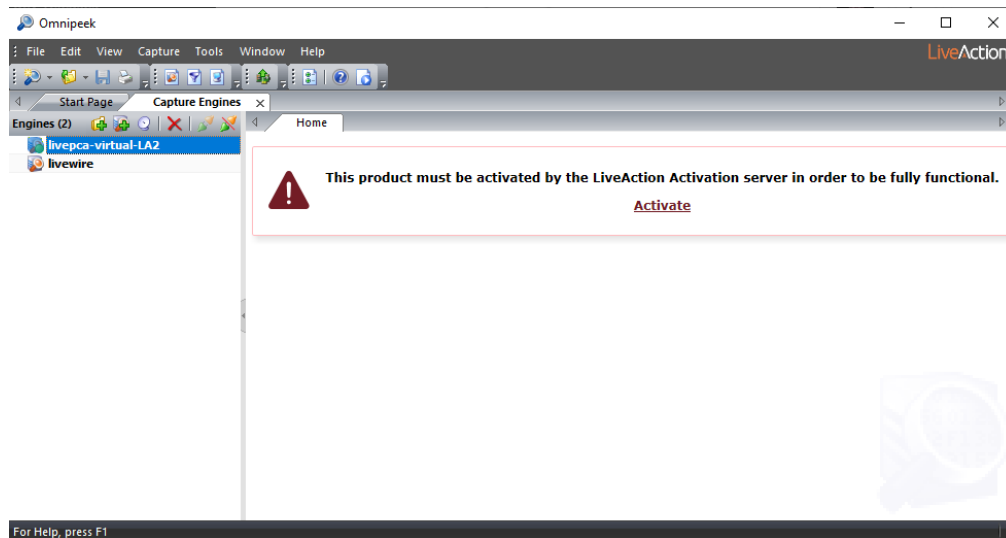 Omnipeek
File Edit View Capture Tools Window Help
LiveAction
Start Page Capture Engines
Engines (2)
Home
livepca-virtual-LA2
livewire
This product must be activated by the LiveAction Activation server in order to be fully functional.
Activate
For Help, press F1